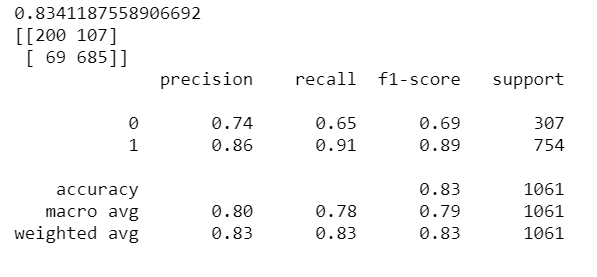 0.8341187558906692
[[200 107]
 [ 69 685]]
              precision    recall  f1-score   support

           0       0.74      0.65      0.69       307
           1       0.86      0.91      0.89       754

    accuracy                           0.83      1061
   macro avg       0.80      0.78      0.79      1061
weighted avg       0.83      0.83      0.83      1061